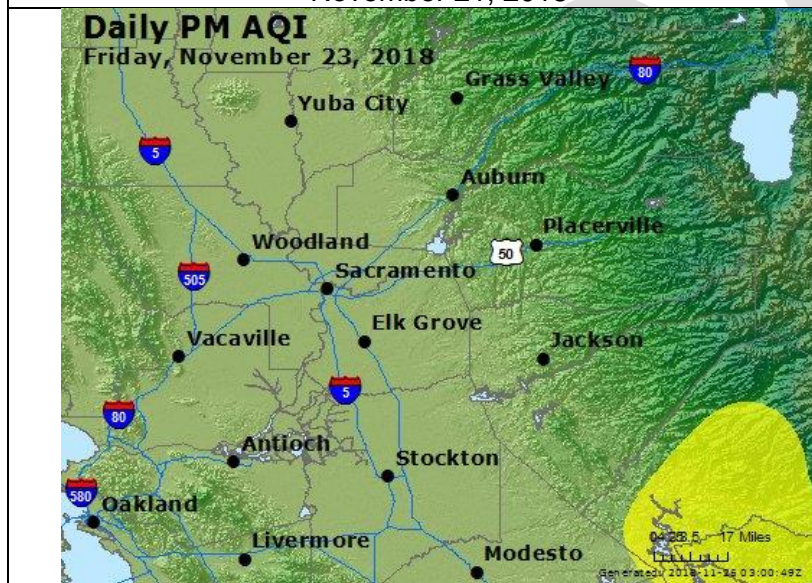 Daily PM AQI
Friday, November 23, 2018
Grass Valley
80
Yuba City
5
Auburn
Placerville
Woodland
50
Sacramento
505
Elk Grove
Vacaville
Jackson
5
80
Antioch
Stockton
580
Oakland
17 Miles
Livermore
Modesto